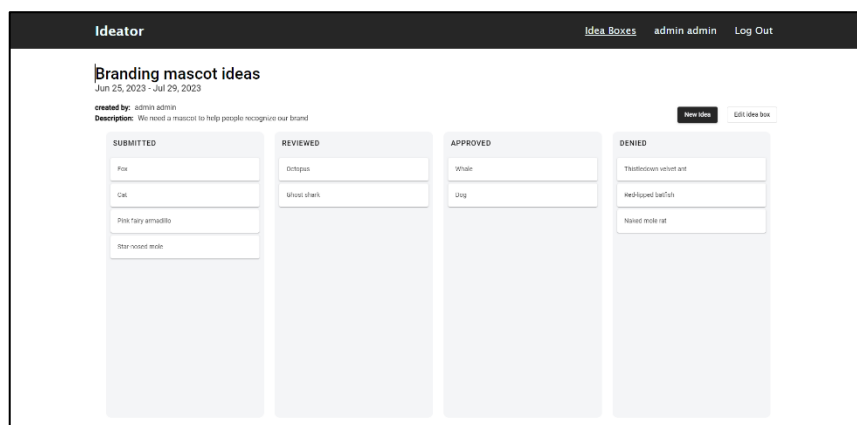 Ideator
Idea Boxes admin admin Log Out
Branding mascot ideas
Jun 25, 2023 - Jul 29, 2023
created by: admin admin
Description: We need a mascot to help people recognize our brand
New Idea Edit idea box
SUBMITTED REVIEWED APPROVED DENIED
Fox Octopus Whale Thistledown velvet ant
Cat Ghost shark Dog Red-lipped batfish
Pink fairy armadillo Naked mole rat
Star-nosed mole